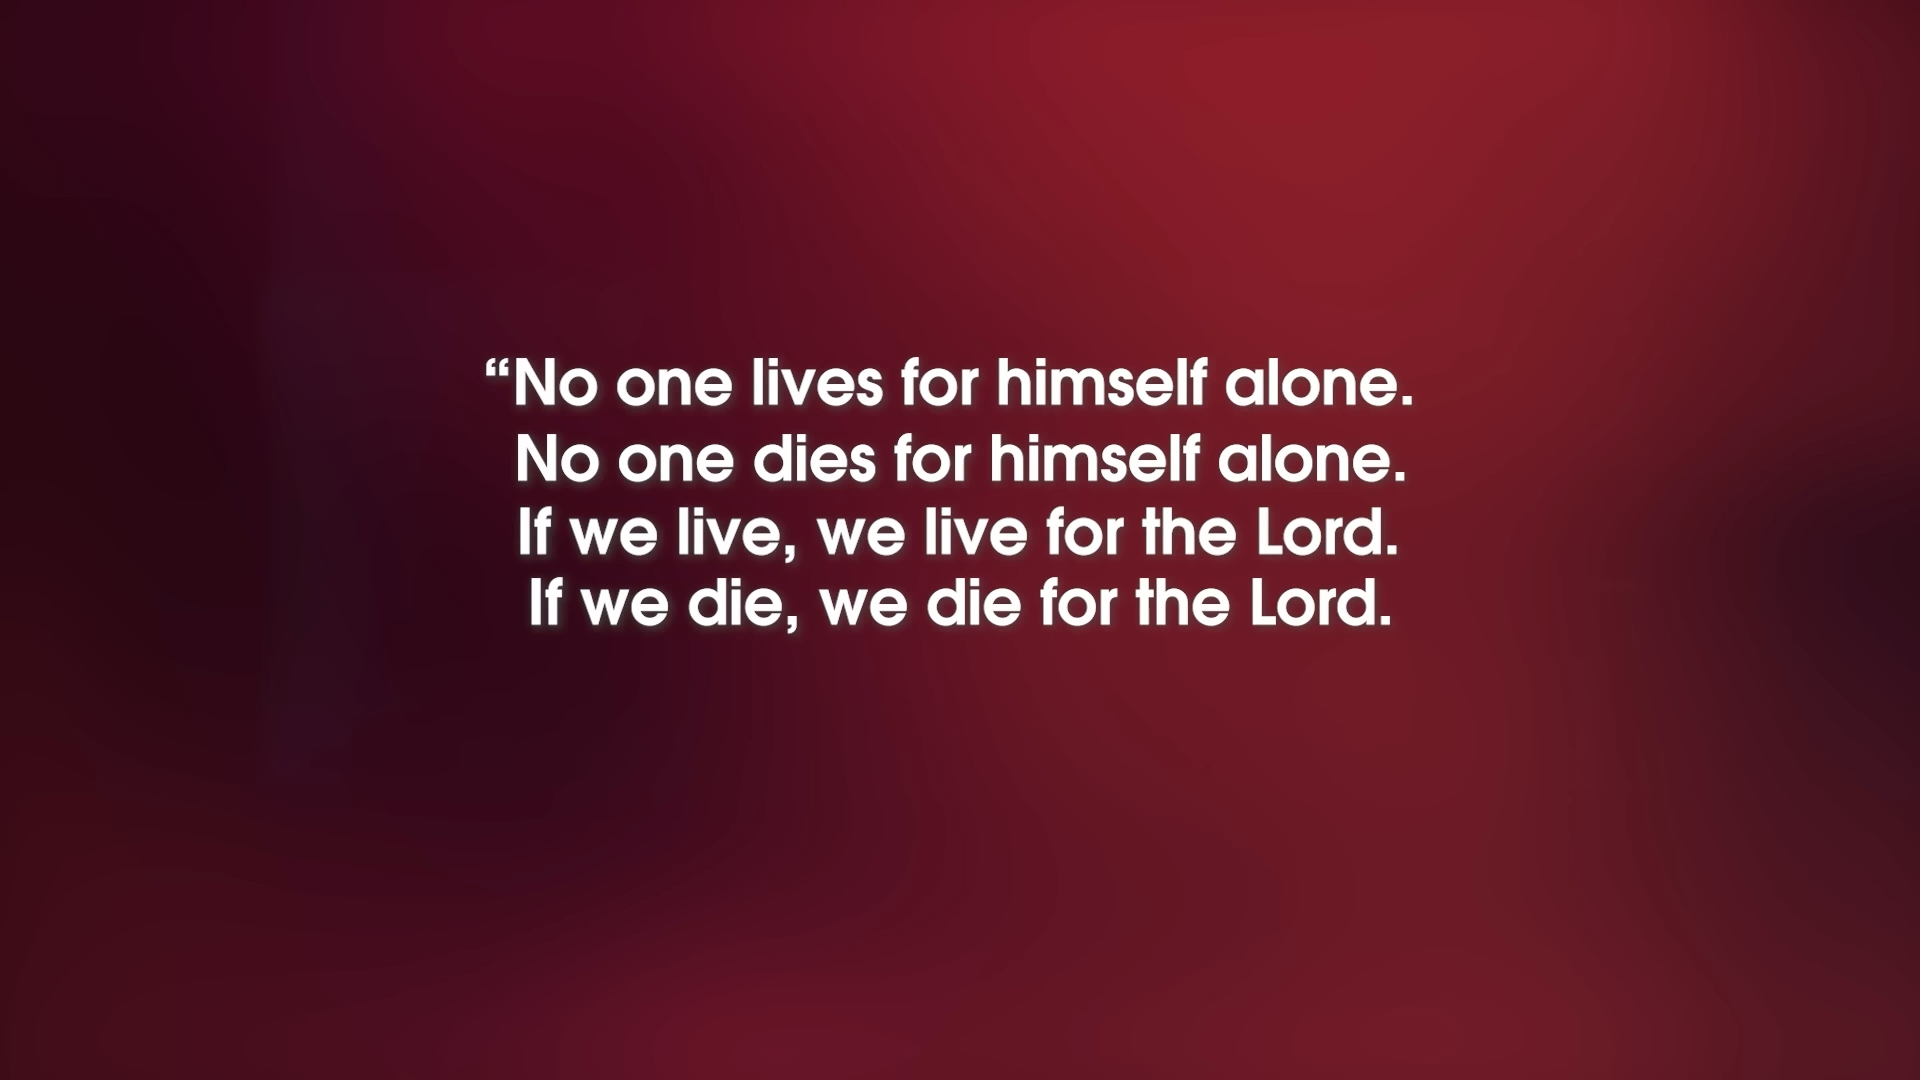 “No one lives for himself alone.
No one dies for himself alone.
If we live, we live for the Lord.
If we die, we die for the Lord.